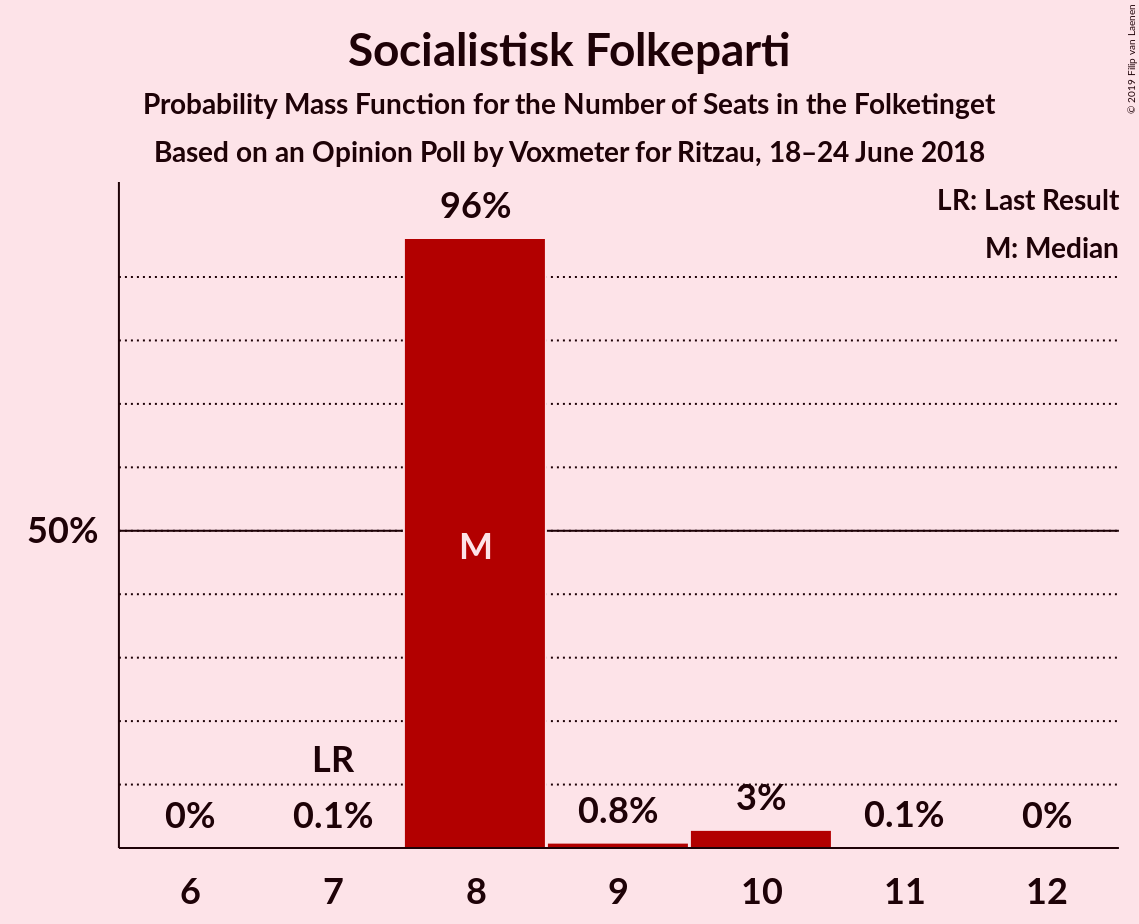 Socialistisk Folkeparti
Probability Mass Function for the Number of Seats in the Folketinget
Based on an Opinion Poll by Voxmeter for Ritzau, 18–24 June 2018
© 2019 Filip van Laenen
LR: Last Result
M: Median
96%
50%
M
LR
0% 0.1% 0.8% 3% 0.1% 0%
6 7 8 9 10 11 12